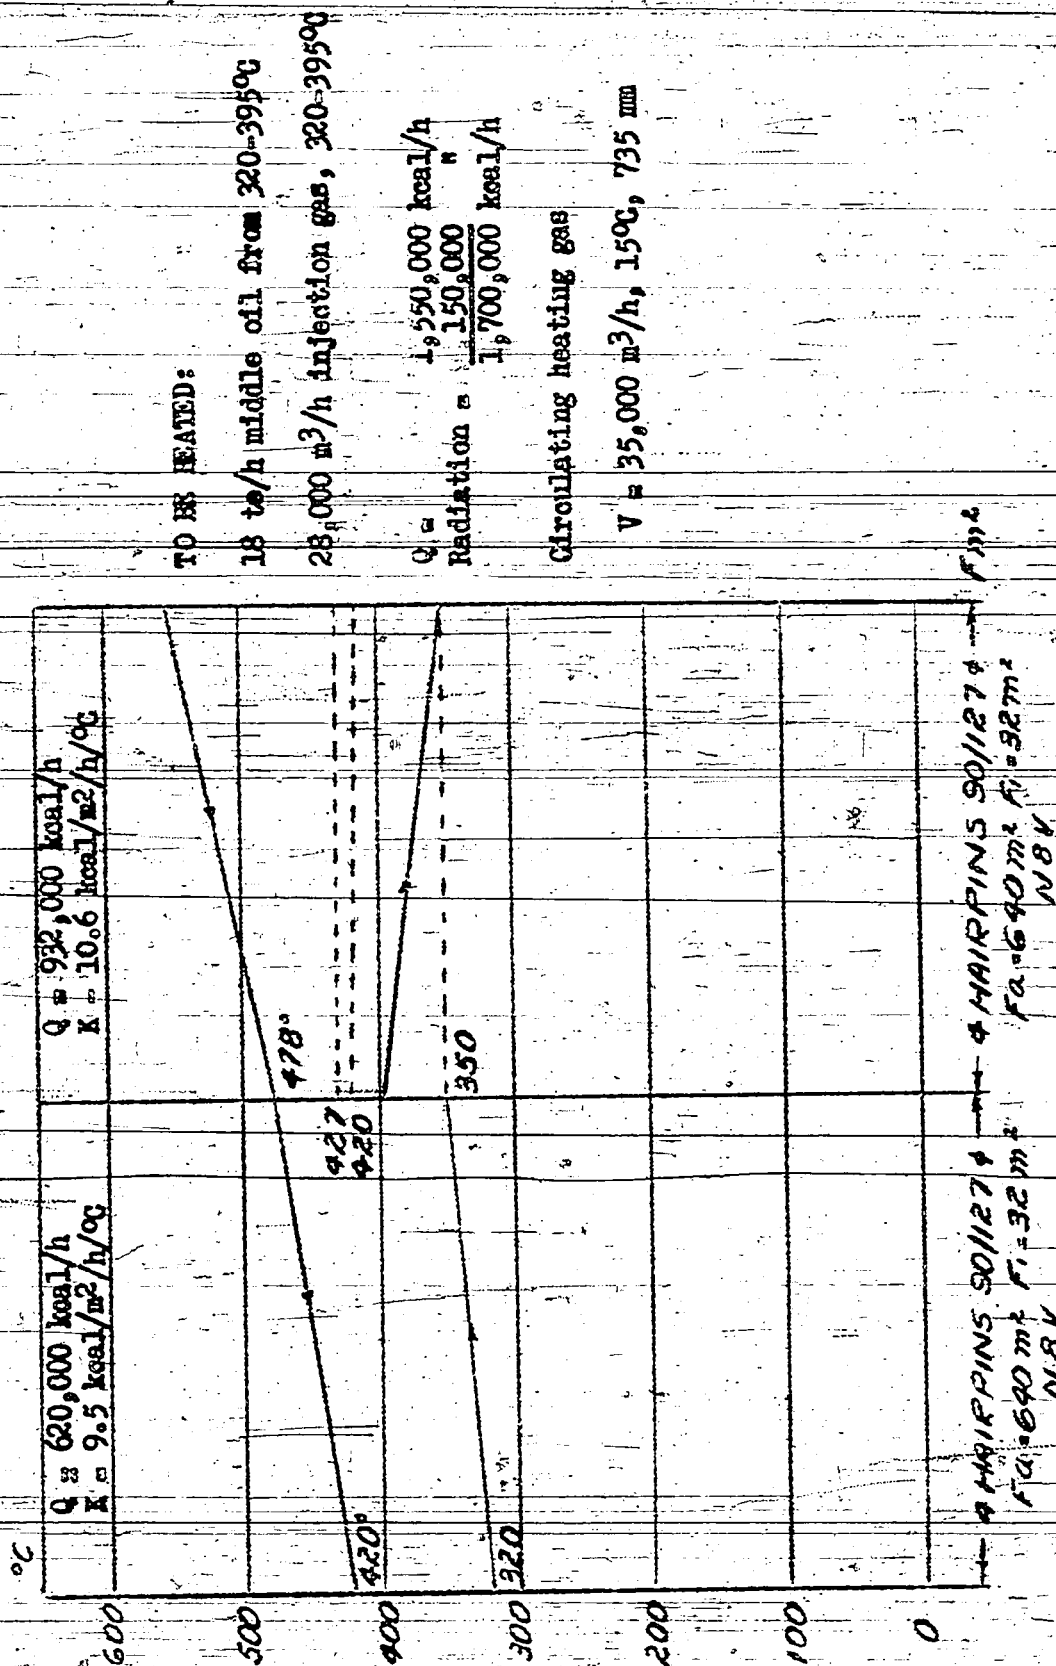 °C
Q = 620,000 kcal/h
K = 9.5 kcal/m2/h/°C
Q = 932,000 kcal/h
K = 10.6 kcal/m2/h/°C
600
500
400
300
200
100
0
420°
320
478°
427
420
350
4 HAIRPINS 90/127 ϕ
Fa=640 m² Fi=32 m²
N 8 V
4 HAIRPINS 90/127 ϕ
Fa=640 m² Fi=32 m²
N 8 V
F m²
TO BE HEATED:
18 te/h middle oil from 320-395°C
28,000 m3/h injection gas, 320-395°C
Q = 1,550,000 kcal/h
Radiation = 150,000 "
1,700,000 kcal/h
Circulating heating gas
V = 35,000 m3/h, 15°C, 735 mm